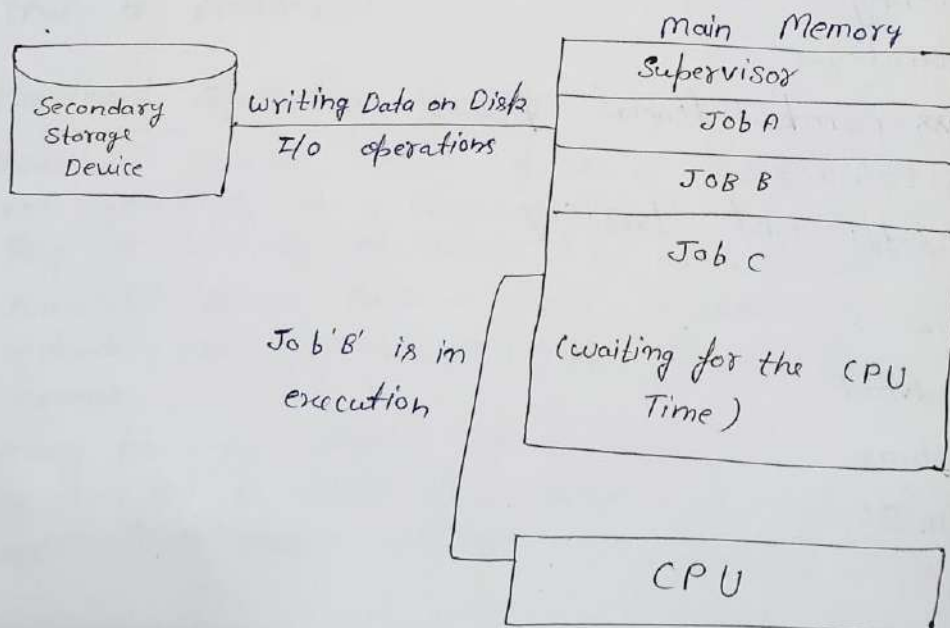 Main Memory
Supervisor
Job A
JOB B
Job C
(waiting for the CPU
Time)
Secondary
Storage
Device
writing Data on Disk
I/O operations
Job 'B' is in
execution
CPU